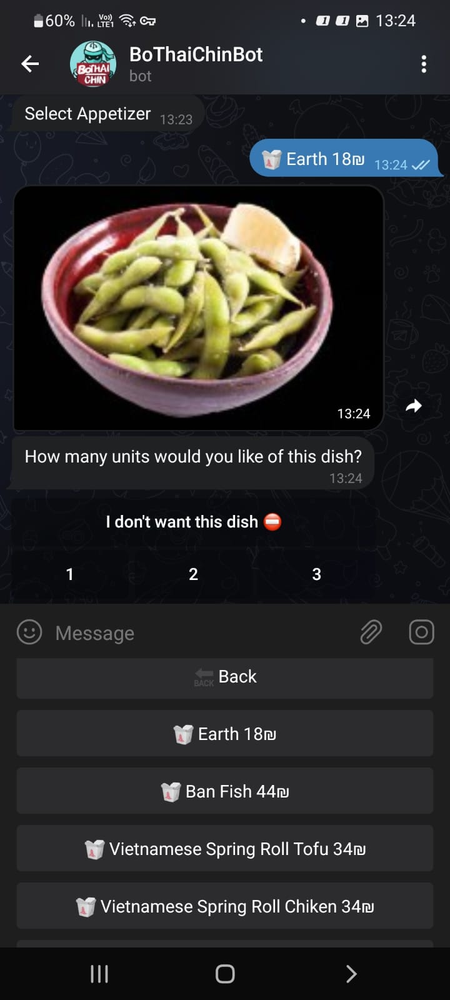 60% Vo)) LTE1 13:24
BoThaiChinBot
BOTHAI
CHIN
bot
Select Appetizer 13:23
Earth 18₪ 13:24
13:24
How many units would you like of this dish?
13:24
I don't want this dish
1 2 3
Message
BACK Back
Earth 18₪
Ban Fish 44₪
Vietnamese Spring Roll Tofu 34₪
Vietnamese Spring Roll Chiken 34₪